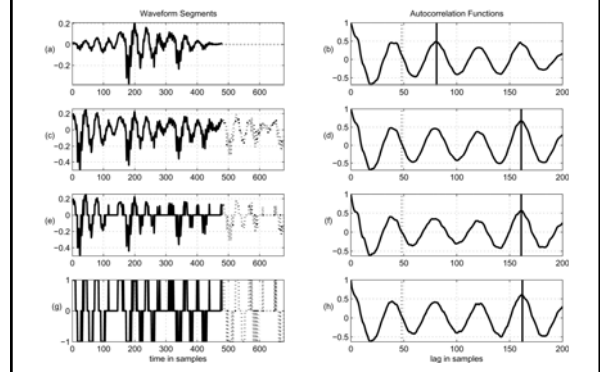 Waveform Segments
Autocorrelation Functions
(a)
0.2
0
−0.2
0 100 200 300 400 500 600
(b)
1
0.5
0
−0.5
0 50 100 150 200
(c)
0.2
0
−0.2
−0.4
0 100 200 300 400 500 600
(d)
1
0.5
0
−0.5
0 50 100 150 200
(e)
0.2
0
−0.2
−0.4
0 100 200 300 400 500 600
(f)
1
0.5
0
−0.5
0 50 100 150 200
(g)
1
0
−1
0 100 200 300 400 500 600
time in samples
(h)
1
0.5
0
−0.5
0 50 100 150 200
lag in samples